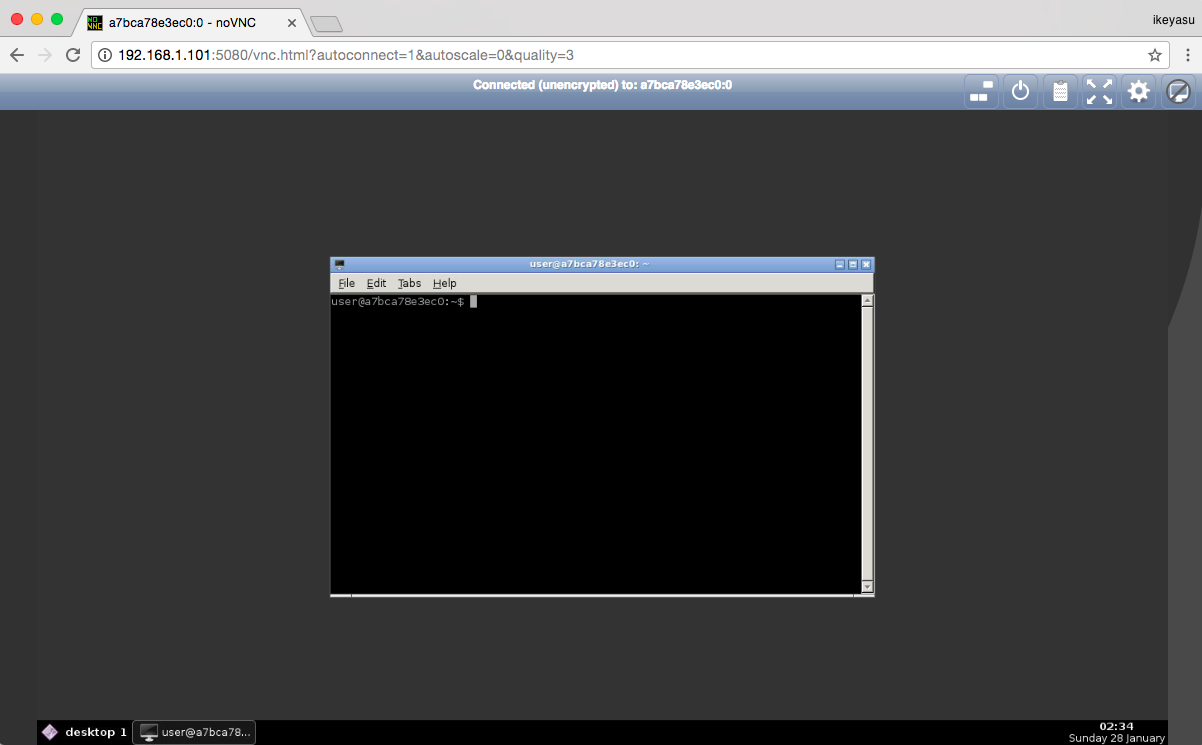 a7bca78e3ec0:0 - noVNC
ikeyasu
192.168.1.101:5080/vnc.html?autoconnect=1&autoscale=0&quality=3
Connected (unencrypted) to: a7bca78e3ec0:0
user@a7bca78e3ec0: ~
File Edit Tabs Help
user@a7bca78e3ec0:~$
desktop 1
user@a7bca78...
02:34
Sunday 28 January